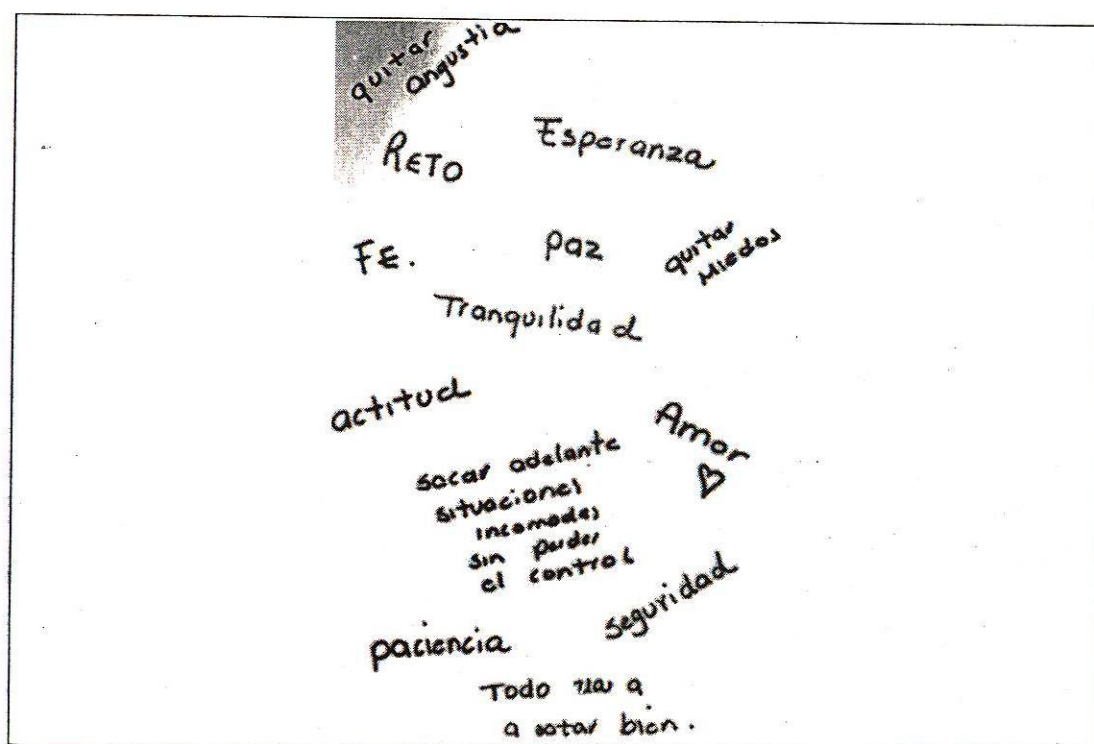 quitar
angustia
RETO
Esperanza
FE.
paz
quitar
Miedos
Tranquilidad
actitud
Amor
sacar adelante
situaciones
incomodas
sin perder
el control
seguridad
paciencia
Todo va a
a estar bien.